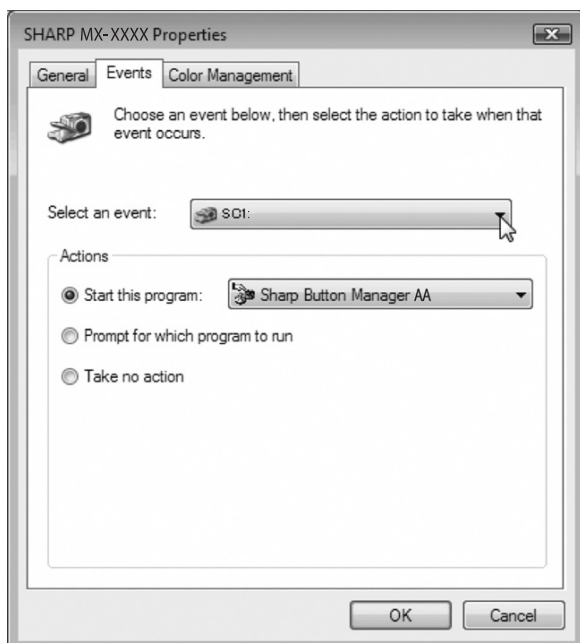 SHARP MX-XXXX Properties
General Events Color Management
Choose an event below, then select the action to take when that
event occurs.
Select an event: SC1:
Actions
Start this program: Sharp Button Manager AA
Prompt for which program to run
Take no action
OK Cancel